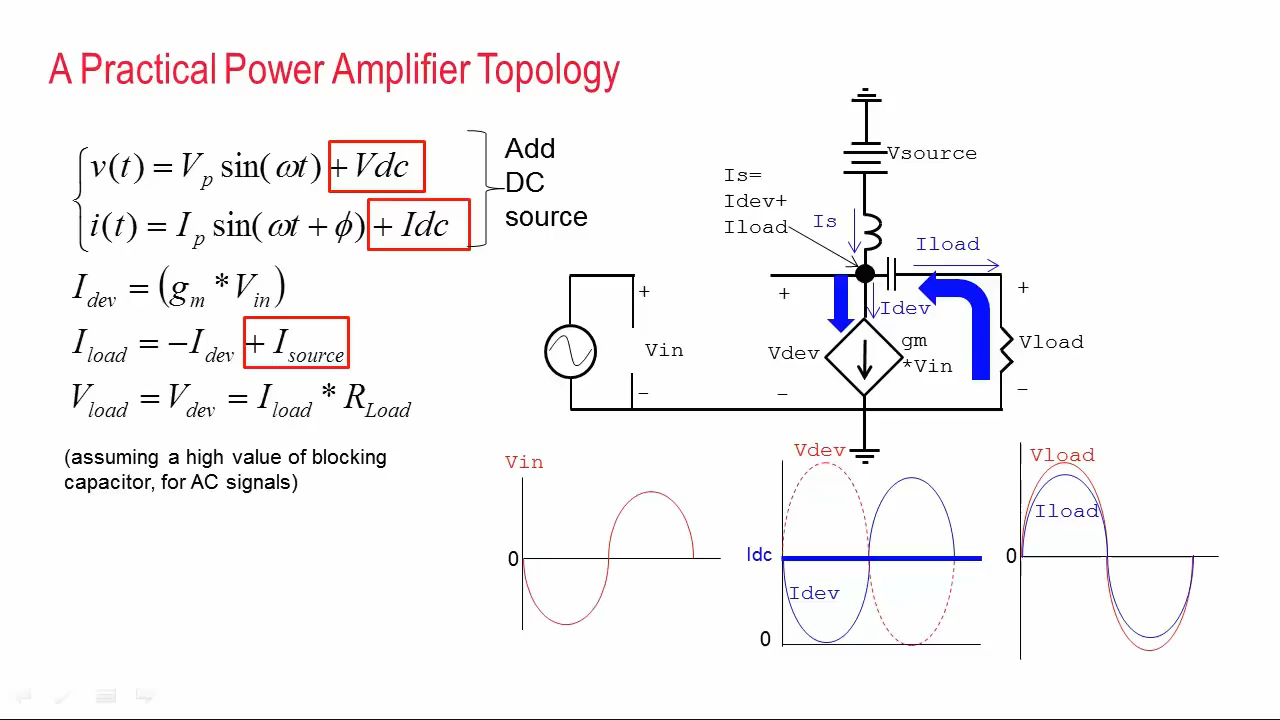 A Practical Power Amplifier Topology
v(t) = Vp sin(ωt) + Vdc
i(t) = Ip sin(ωt + ϕ) + Idc
Add
DC
source
Idev = (gm * Vin)
Iload = −Idev + Isource
Vload = Vdev = Iload * RLoad
(assuming a high value of blocking
capacitor, for AC signals)
Vsource
Is=
Idev+
Iload
Is
Iload
+
+
+
Idev
Vin
Vdev
gm
*Vin
Vload
−
−
−
Vin
0
Vdev
Idc
Idev
0
Vload
Iload
0